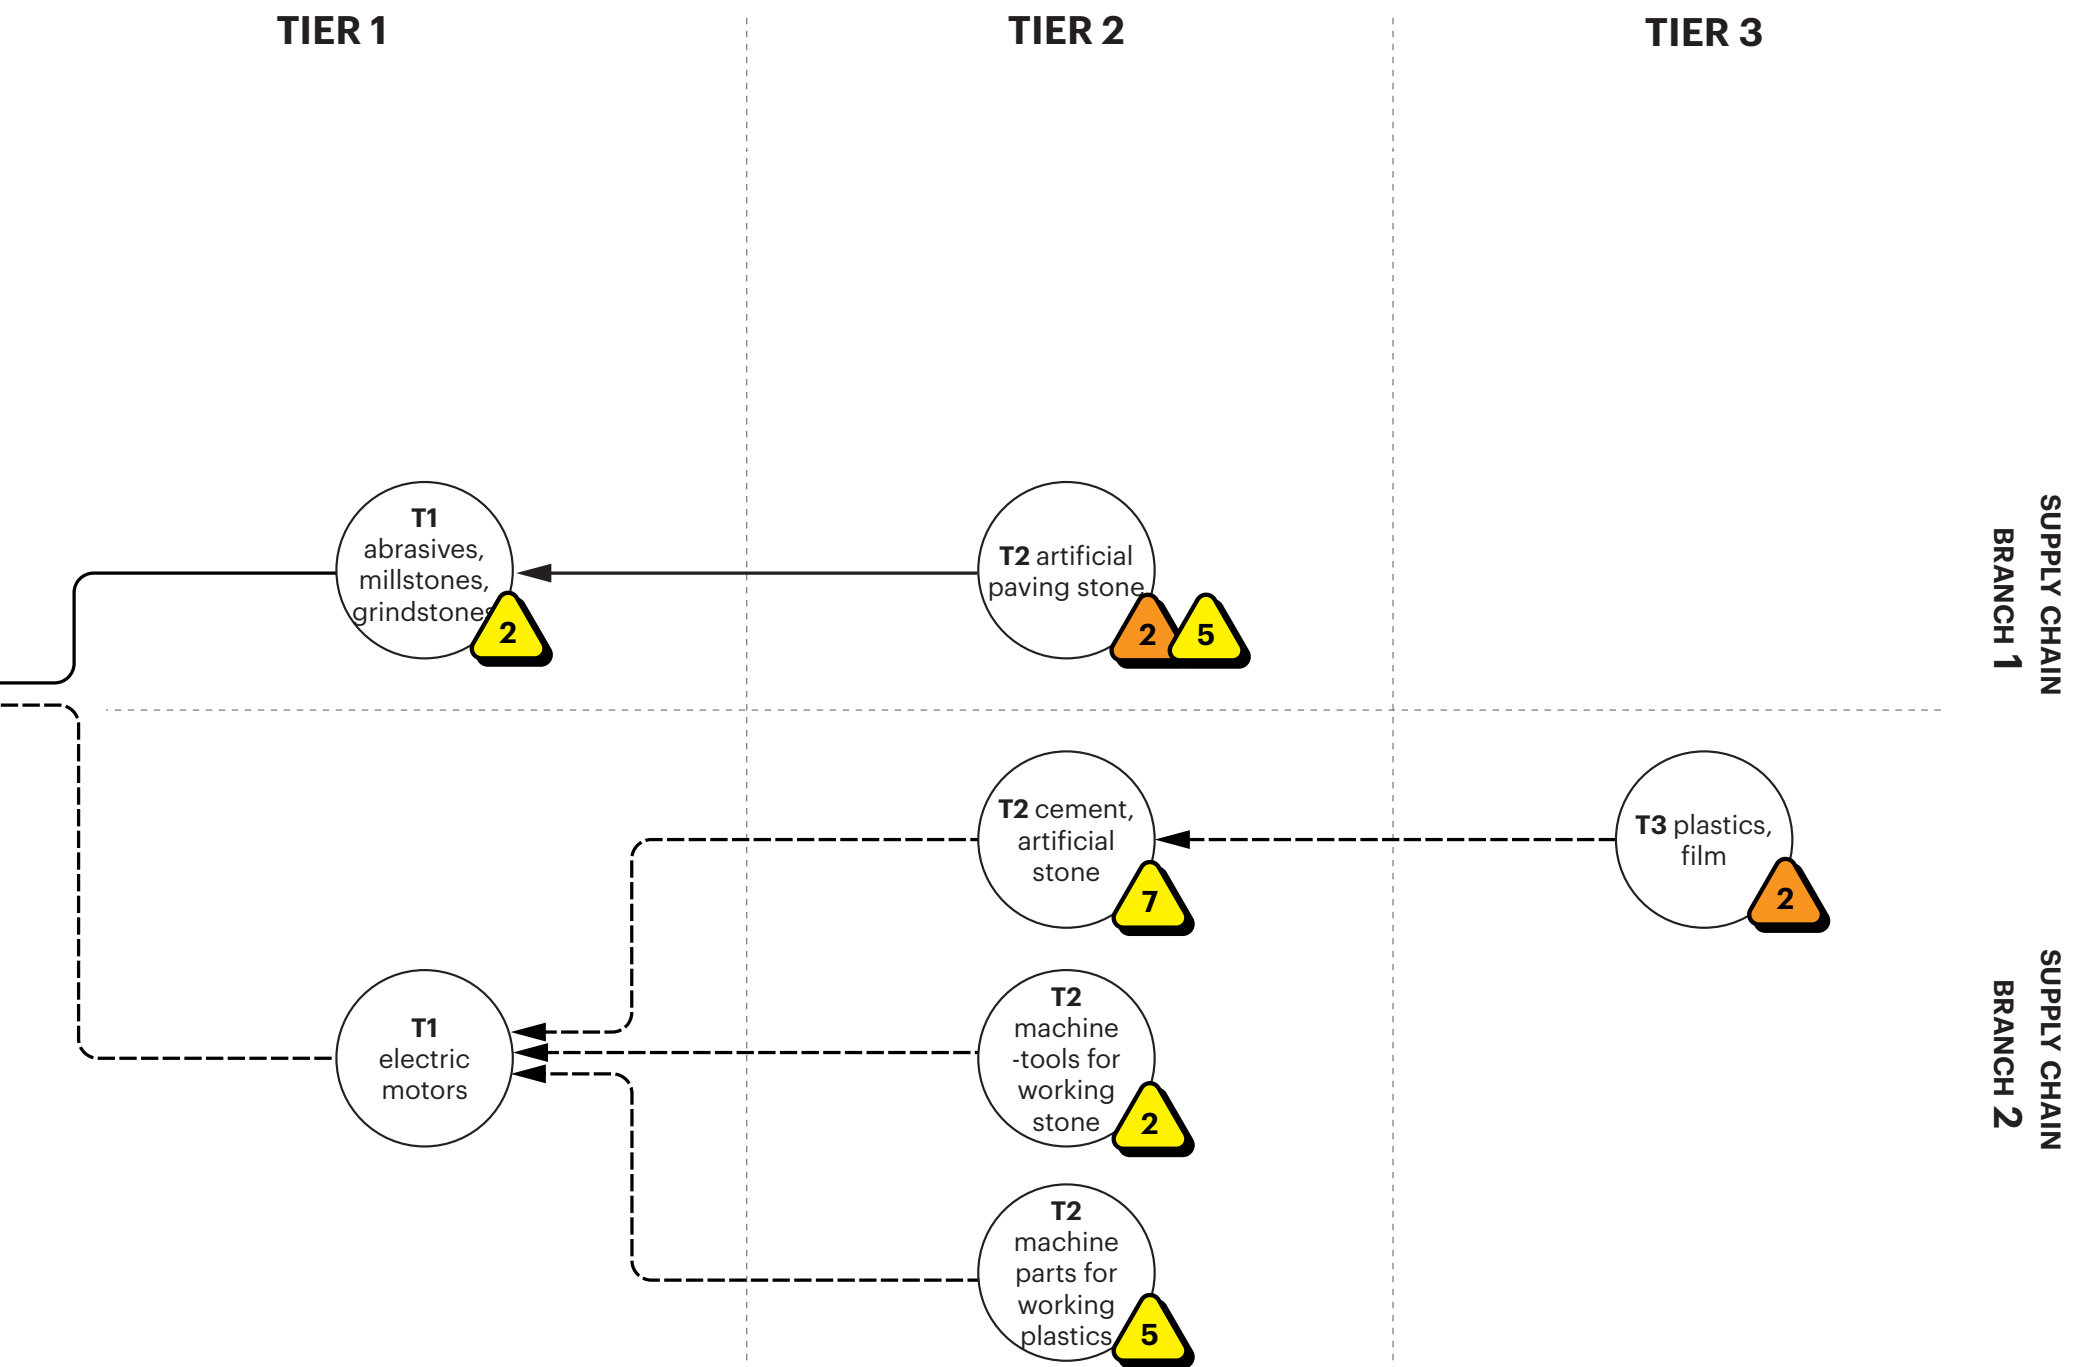 TIER 1
TIER 2
TIER 3
T1
abrasives,
millstones,
grindstones
2
T2 artificial
paving stone
2
5
SUPPLY CHAIN
BRANCH 1
T2 cement,
artificial
stone
7
T3 plastics,
film
2
T1
electric
motors
T2
machine
-tools for
working
stone
2
T2
machine
parts for
working
plastics
5
SUPPLY CHAIN
BRANCH 2